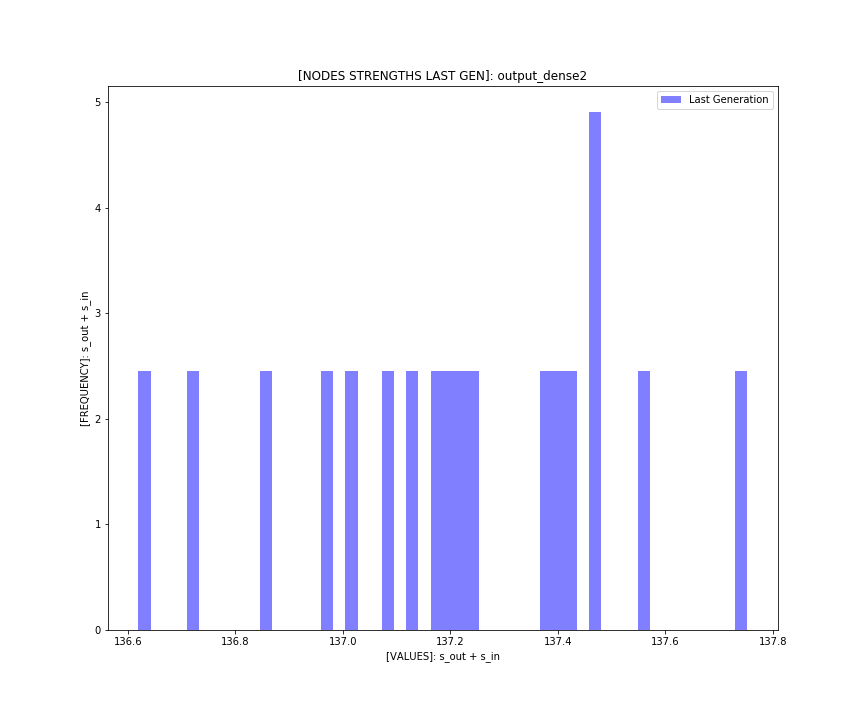 [NODES STRENGTHS LAST GEN]: output_dense2
Last Generation
[FREQUENCY]: s_out + s_in
5
4
3
2
1
0
136.6 136.8 137.0 137.2 137.4 137.6 137.8
[VALUES]: s_out + s_in